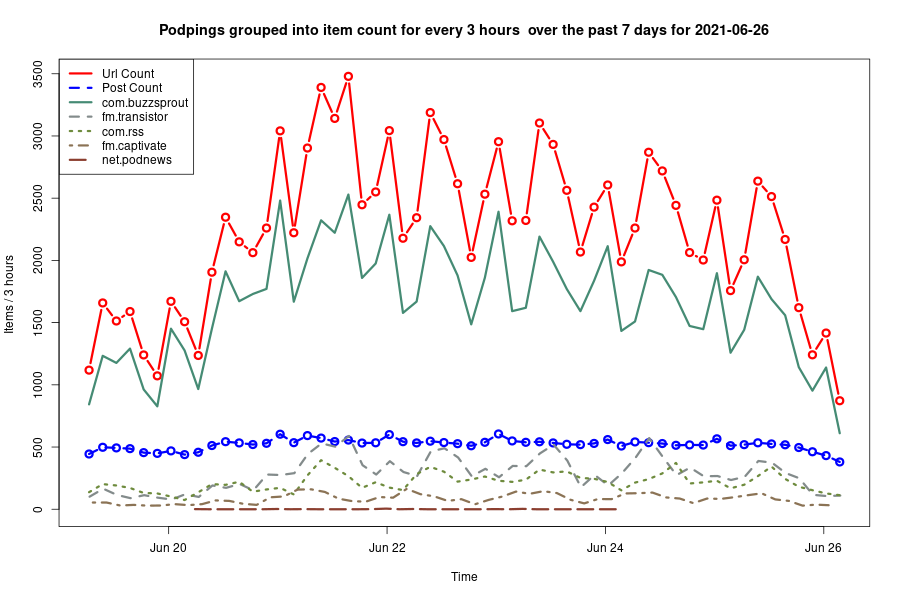 Podpings grouped into item count for every 3 hours  over the past 7 days for 2021-06-26
Url Count
Post Count
com.buzzsprout
fm.transistor
com.rss
fm.captivate
net.podnews
Items / 3 hours
3500
3000
2500
2000
1500
1000
500
0
Jun 20
Jun 22
Jun 24
Jun 26
Time